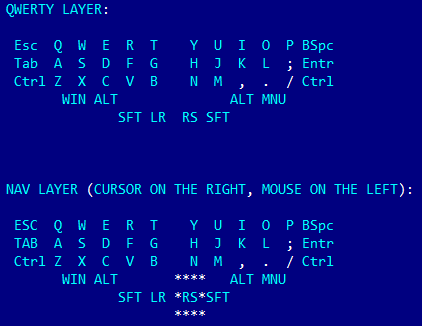 QWERTY LAYER:
Esc Q W E R T Y U I O P BSpc
Tab A S D F G H J K L ; Entr
Ctrl Z X C V B N M , . / Ctrl
WIN ALT ALT MNU
SFT LR RS SFT
NAV LAYER (CURSOR ON THE RIGHT, MOUSE ON THE LEFT):
ESC Q W E R T Y U I O P BSpc
TAB A S D F G H J K L ; Entr
Ctrl Z X C V B N M , . / Ctrl
WIN ALT **** ALT MNU
SFT LR *RS*SFT
****